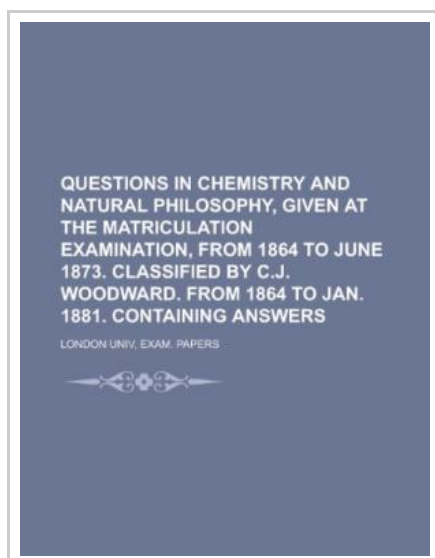 QUESTIONS IN CHEMISTRY AND
NATURAL PHILOSOPHY, GIVEN AT
THE MATRICULATION
EXAMINATION, FROM 1864 TO JUNE
1873. CLASSIFIED BY C.J.
WOODWARD. FROM 1864 TO JAN.
1881. CONTAINING ANSWERS
LONDON UNIV, EXAM. PAPERS